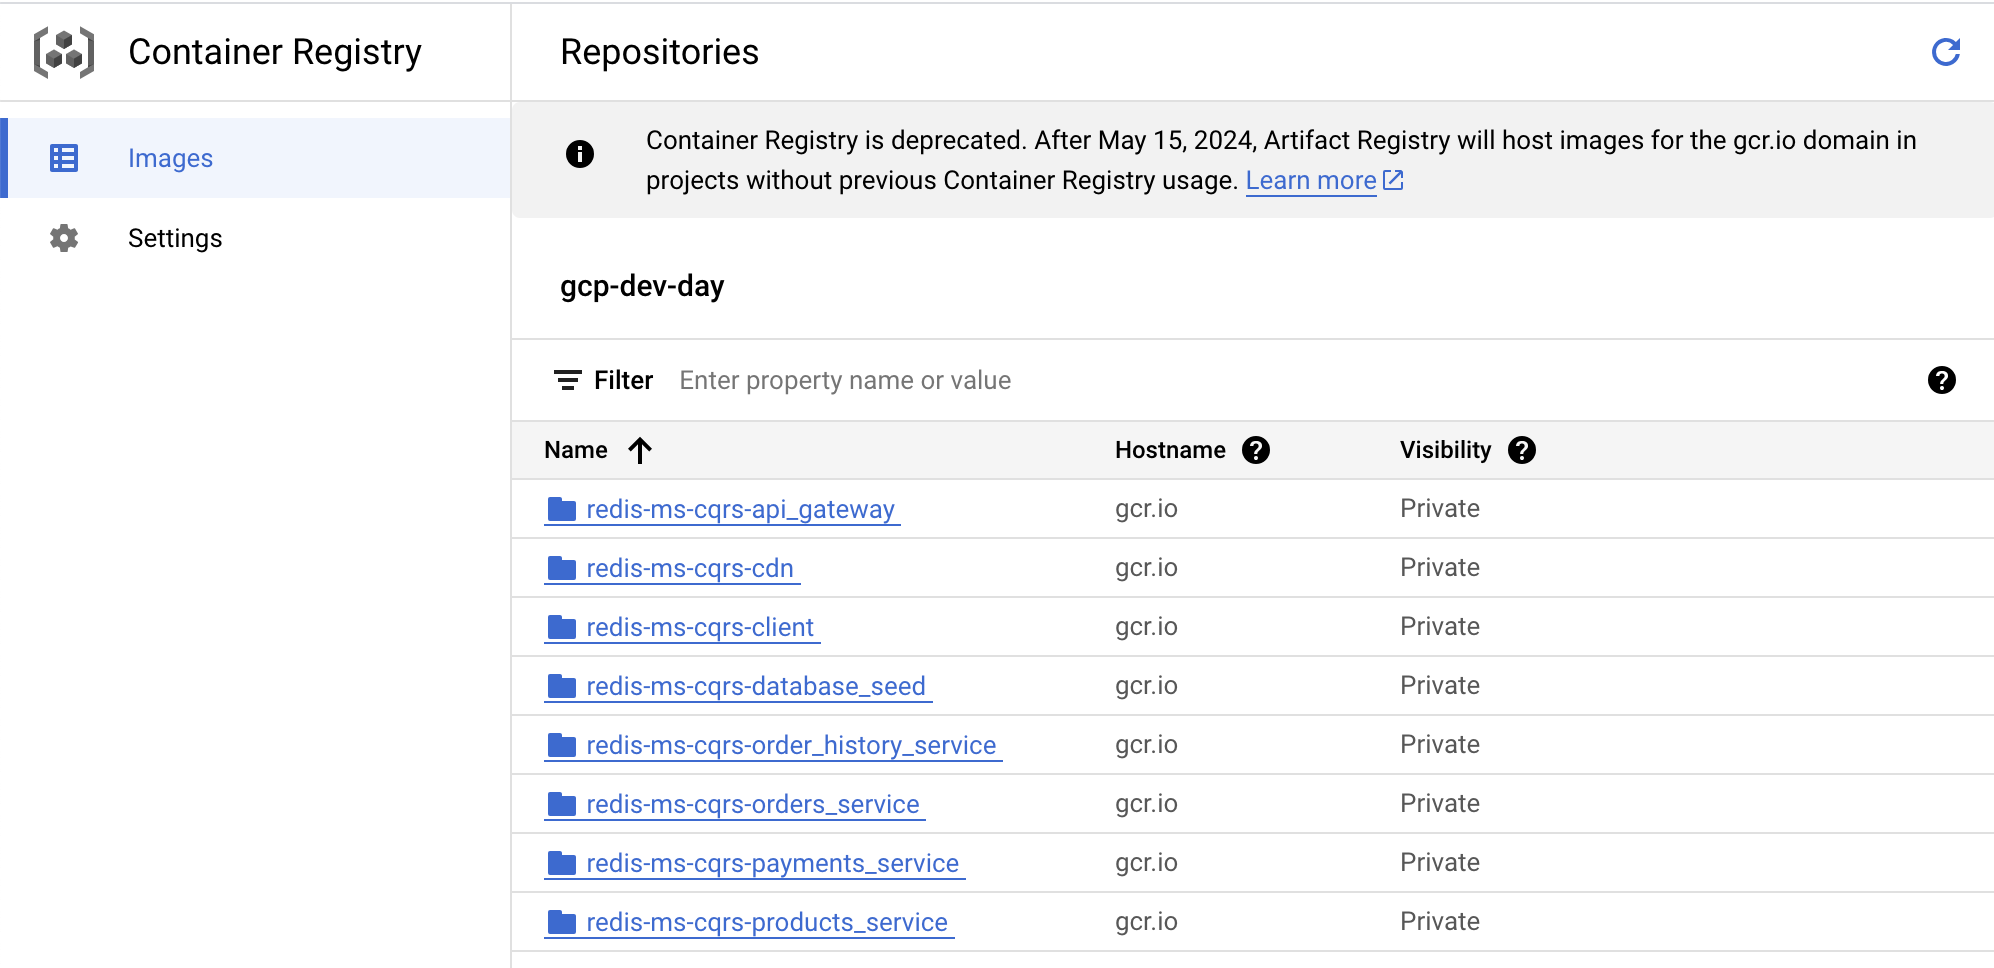 Container Registry
Repositories
Images
Settings
Container Registry is deprecated. After May 15, 2024, Artifact Registry will host images for the gcr.io domain in
projects without previous Container Registry usage. Learn more
gcp-dev-day
Filter Enter property name or value
Name Hostname Visibility
redis-ms-cqrs-api_gateway gcr.io Private
redis-ms-cqrs-cdn gcr.io Private
redis-ms-cqrs-client gcr.io Private
redis-ms-cqrs-database_seed gcr.io Private
redis-ms-cqrs-order_history_service gcr.io Private
redis-ms-cqrs-orders_service gcr.io Private
redis-ms-cqrs-payments_service gcr.io Private
redis-ms-cqrs-products_service gcr.io Private